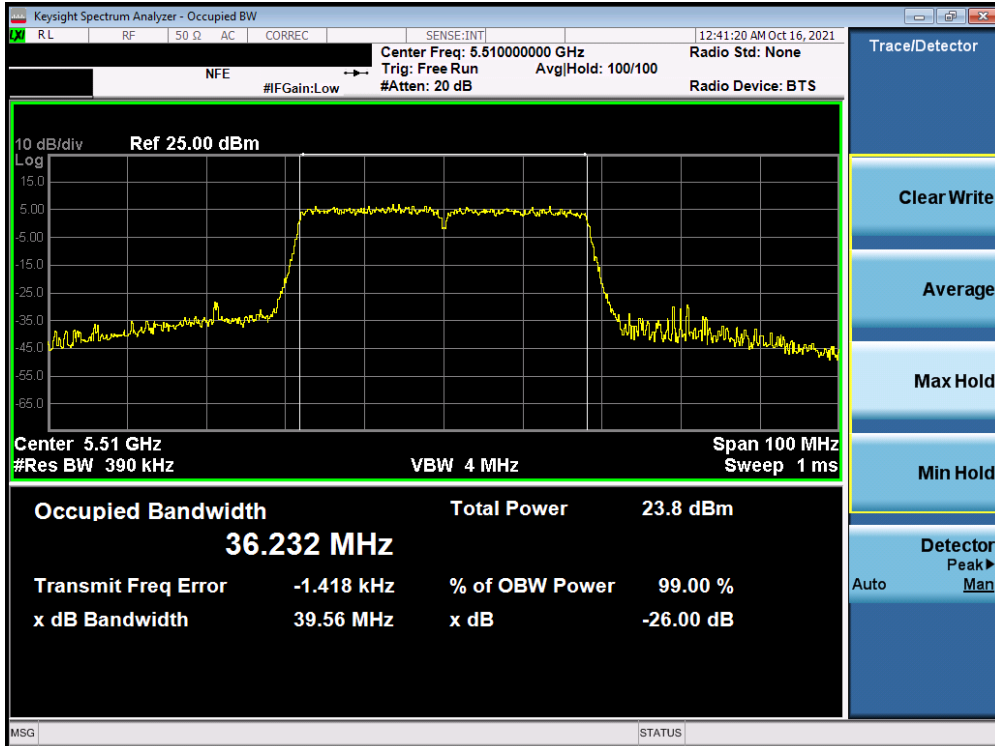 Keysight Spectrum Analyzer - Occupied BW
LXI RL RF 50 Ω AC CORREC SENSE:INT 12:41:20 AM Oct 16, 2021
Center Freq: 5.510000000 GHz Radio Std: None
NFE Trig: Free Run Avg|Hold: 100/100
#IFGain:Low #Atten: 20 dB Radio Device: BTS
10 dB/div Ref 25.00 dBm
Log
15.0
5.00
-5.00
-15.0
-25.0
-35.0
-45.0
-55.0
-65.0
Center 5.51 GHz Span 100 MHz
#Res BW 390 kHz VBW 4 MHz Sweep 1 ms
Occupied Bandwidth Total Power 23.8 dBm
36.232 MHz
Transmit Freq Error -1.418 kHz % of OBW Power 99.00 %
x dB Bandwidth 39.56 MHz x dB -26.00 dB
MSG STATUS
Trace/Detector
Clear Write
Average
Max Hold
Min Hold
Detector
Peak▶
Auto Man